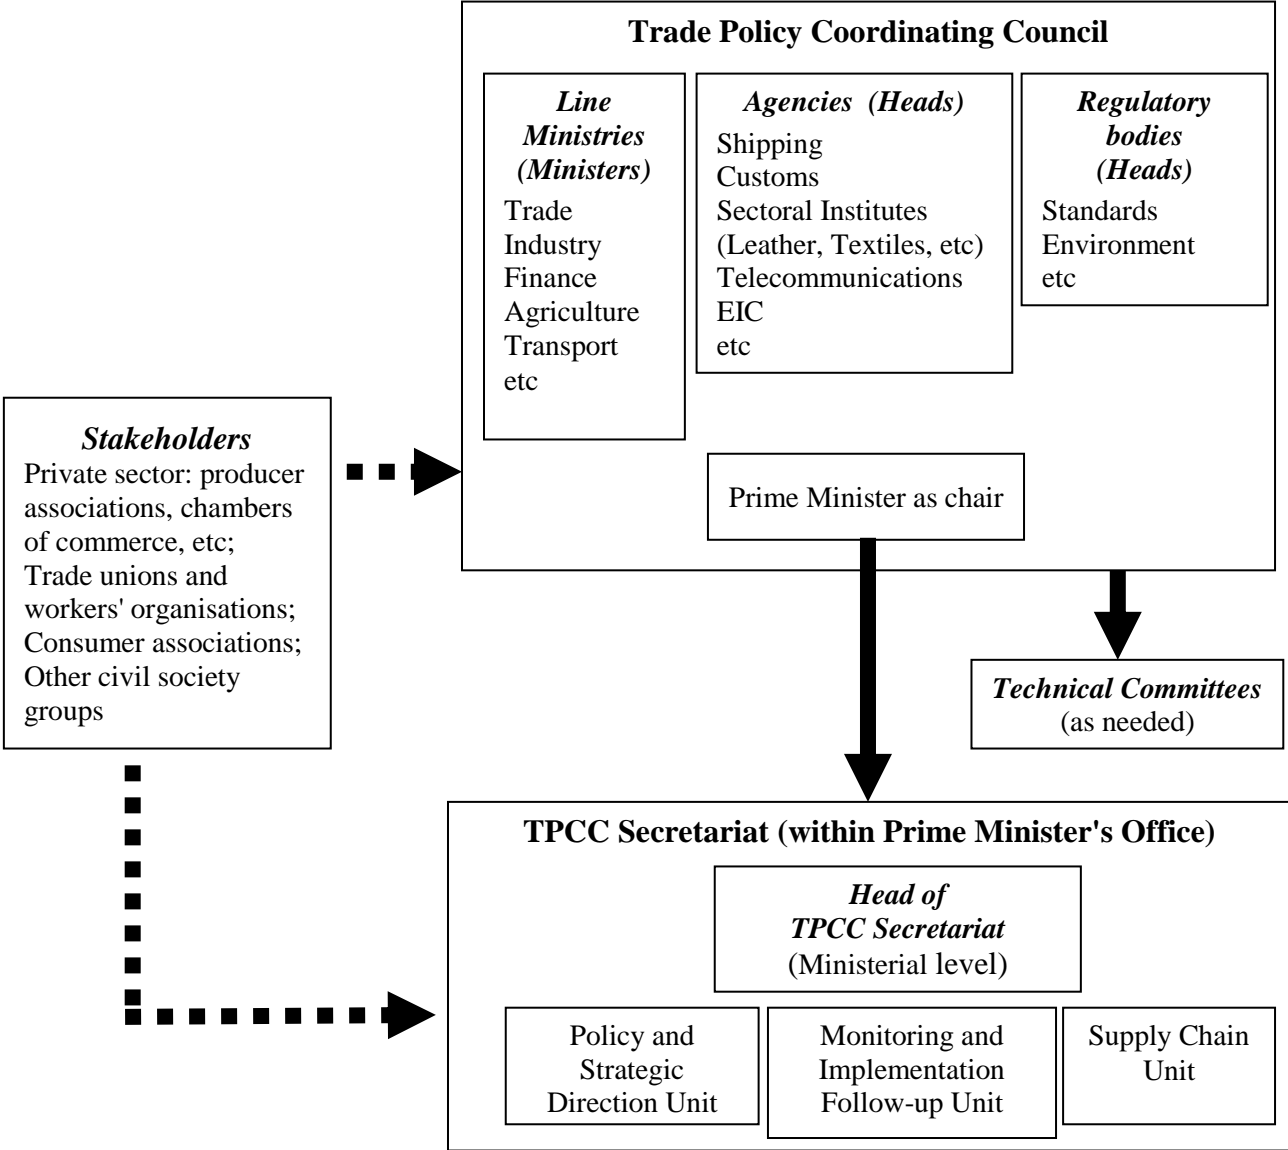 Trade Policy Coordinating Council
Line
Ministries
(Ministers)
Trade
Industry
Finance
Agriculture
Transport
etc
Agencies (Heads)
Shipping
Customs
Sectoral Institutes
(Leather, Textiles, etc)
Telecommunications
EIC
etc
Regulatory
bodies
(Heads)
Standards
Environment
etc
Prime Minister as chair
Stakeholders
Private sector: producer
associations, chambers
of commerce, etc;
Trade unions and
workers' organisations;
Consumer associations;
Other civil society
groups
Technical Committees
(as needed)
TPCC Secretariat (within Prime Minister's Office)
Head of
TPCC Secretariat
(Ministerial level)
Policy and
Strategic
Direction Unit
Monitoring and
Implementation
Follow-up Unit
Supply Chain
Unit